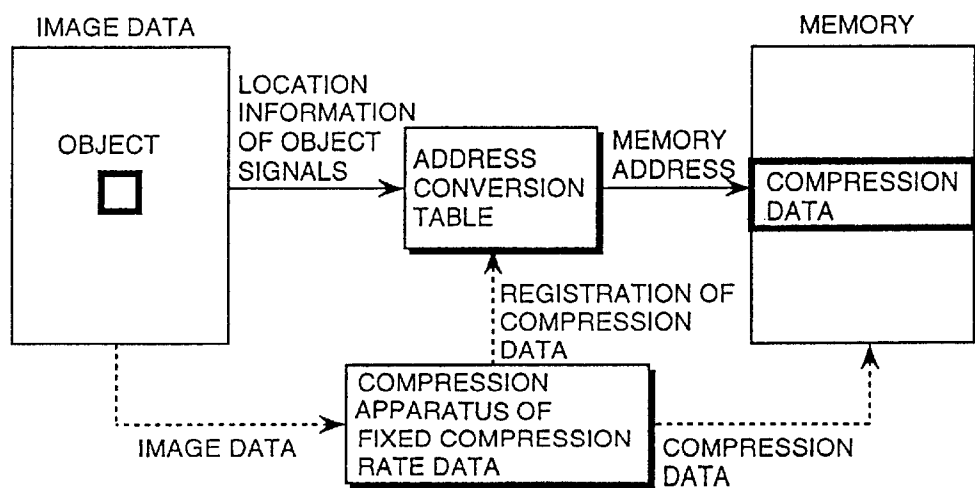 IMAGE DATA
MEMORY
LOCATION
INFORMATION
OF OBJECT
SIGNALS
OBJECT
ADDRESS
CONVERSION
TABLE
MEMORY
ADDRESS
COMPRESSION
DATA
REGISTRATION OF
COMPRESSION
DATA
COMPRESSION
APPARATUS OF
FIXED COMPRESSION
RATE DATA
IMAGE DATA
COMPRESSION
DATA